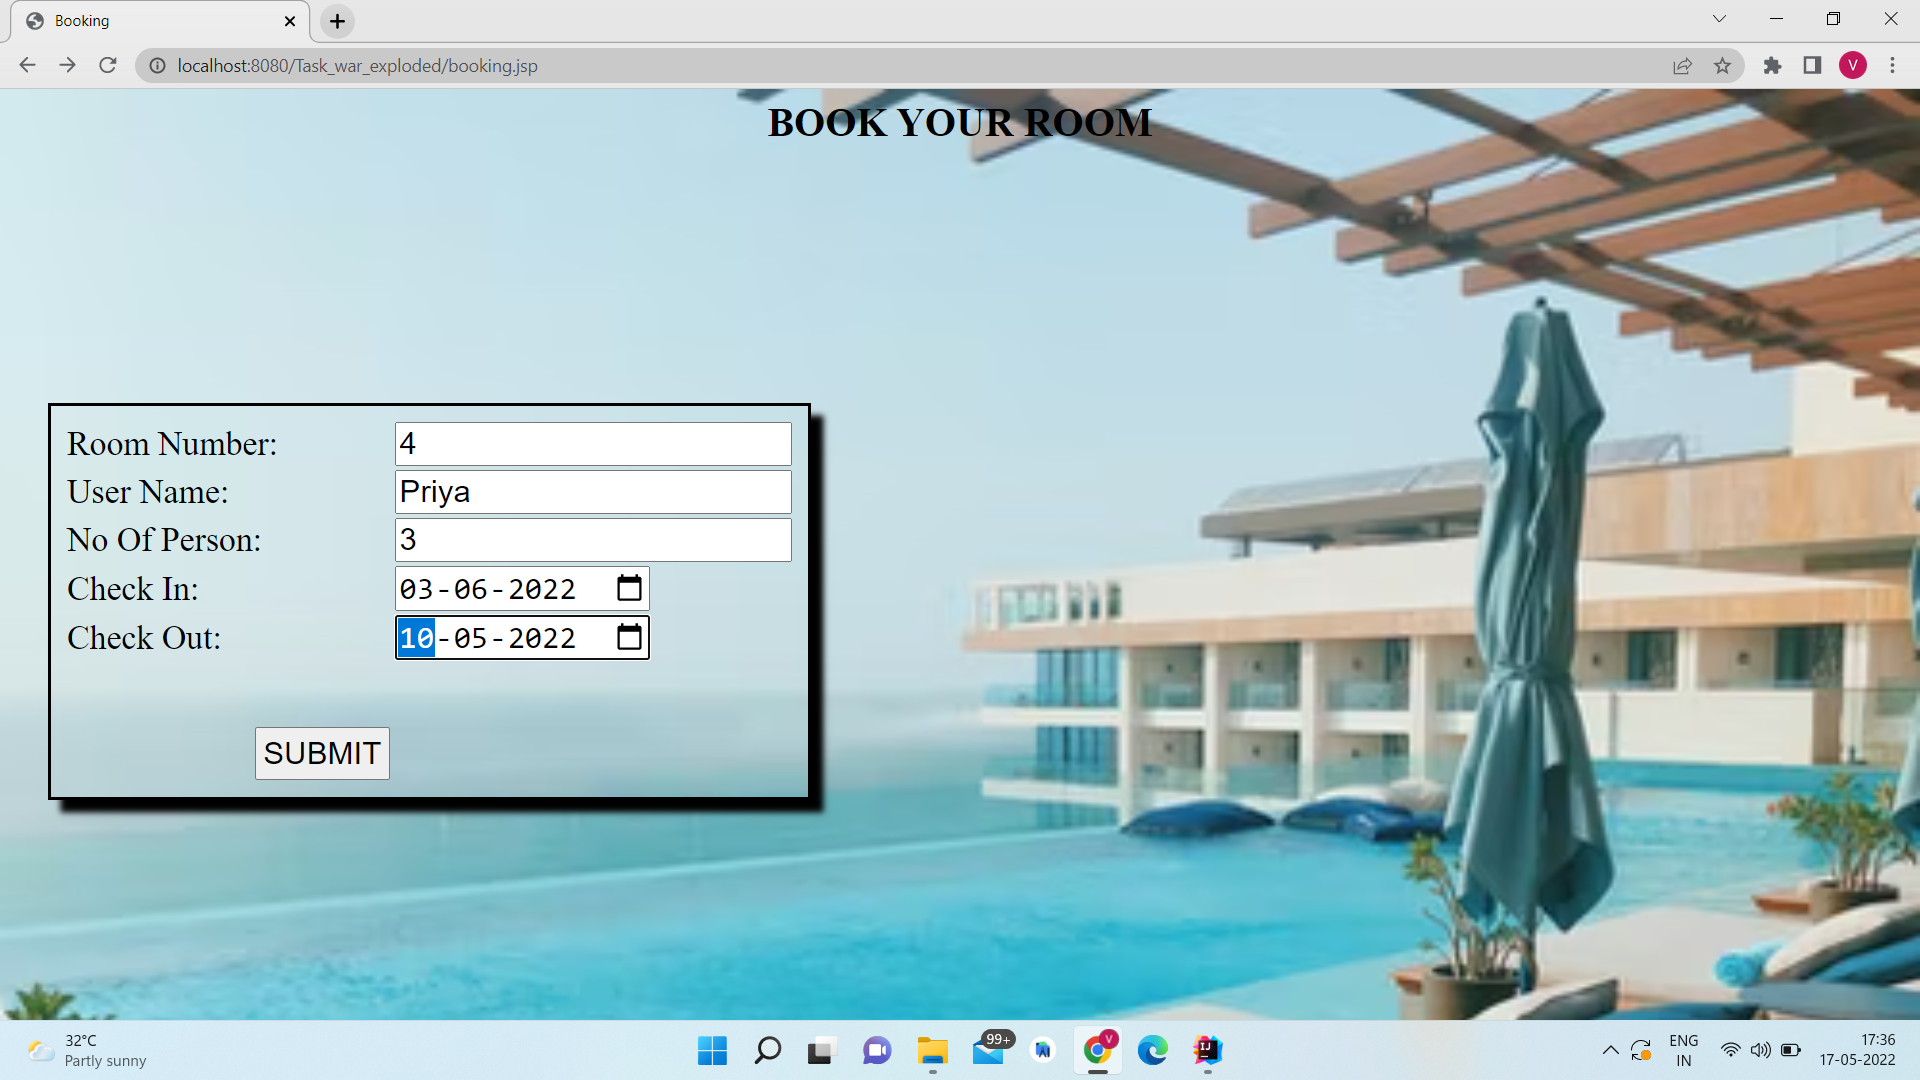 Booking
localhost:8080/Task_war_exploded/booking.jsp
V
BOOK YOUR ROOM
Room Number: 4
User Name: Priya
No Of Person: 3
Check In: 03-06-2022
Check Out: 10-05-2022
SUBMIT
32°C
Partly sunny
99+
V
AI
IJ
ENG
IN
17:36
17-05-2022